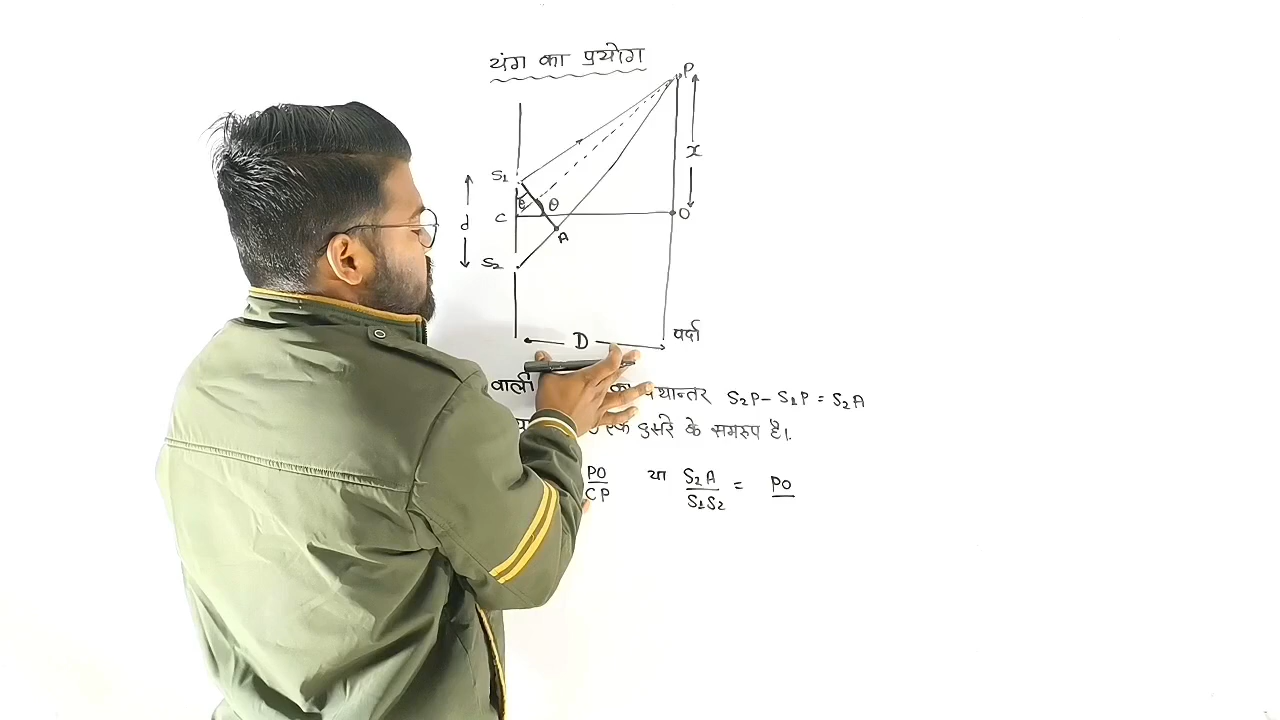 यंग का प्रयोग
P
x
S1
θ θ
C
O
d
A
S2
D
पर्दा
वाली पथान्तर S2P - S1P = S2A
एक दुसरे के समरुप है।.
PO/CP या S2A/S1S2 = PO